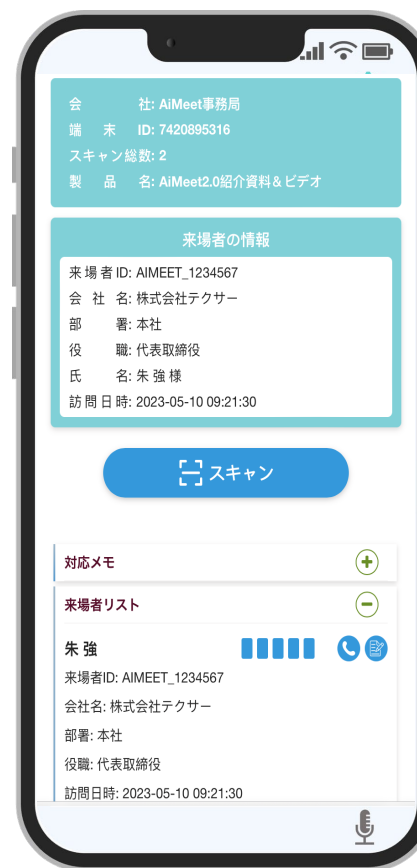 会社: AiMeet事務局
端末ID: 7420895316
スキャン総数: 2
製品名: AiMeet2.0紹介資料＆ビデオ
来場者の情報
来場者ID: AIMEET_1234567
会社名: 株式会社テクサー
部署: 本社
役職: 代表取締役
氏名: 朱 強 様
訪問日時: 2023-05-10 09:21:30
スキャン
対応メモ
来場者リスト
朱 強
来場者ID: AIMEET_1234567
会社名: 株式会社テクサー
部署: 本社
役職: 代表取締役
訪問日時: 2023-05-10 09:21:30